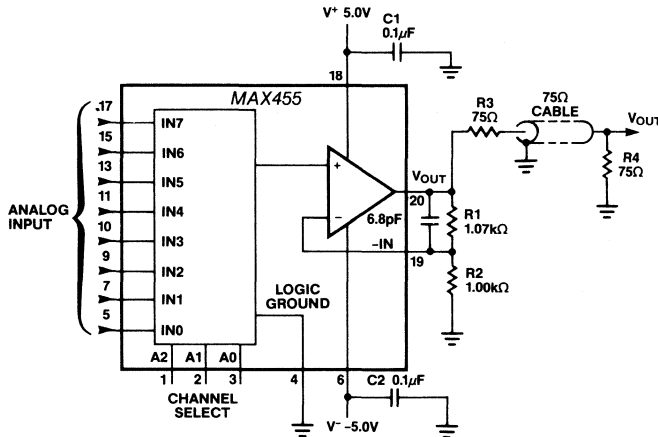 V+ 5.0V
C1
0.1µF
18
MAX455
17
IN7
15
IN6
13
IN5
11
IN4
10
IN3
9
IN2
7
IN1
5
IN0
ANALOG
INPUT
A2
A1
A0
1
2
3
CHANNEL
SELECT
LOGIC
GROUND
4
6
+
−
VOUT
20
6.8pF
−IN
19
R1
1.07kΩ
R2
1.00kΩ
R3
75Ω
75Ω
CABLE
VOUT
R4
75Ω
C2 0.1µF
V− −5.0V